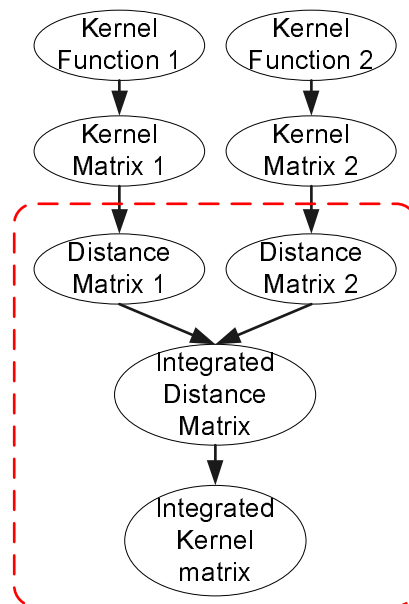 Kernel
Function 1
Kernel
Function 2
Kernel
Matrix 1
Kernel
Matrix 2
Distance
Matrix 1
Distance
Matrix 2
Integrated
Distance
Matrix
Integrated
Kernel
matrix